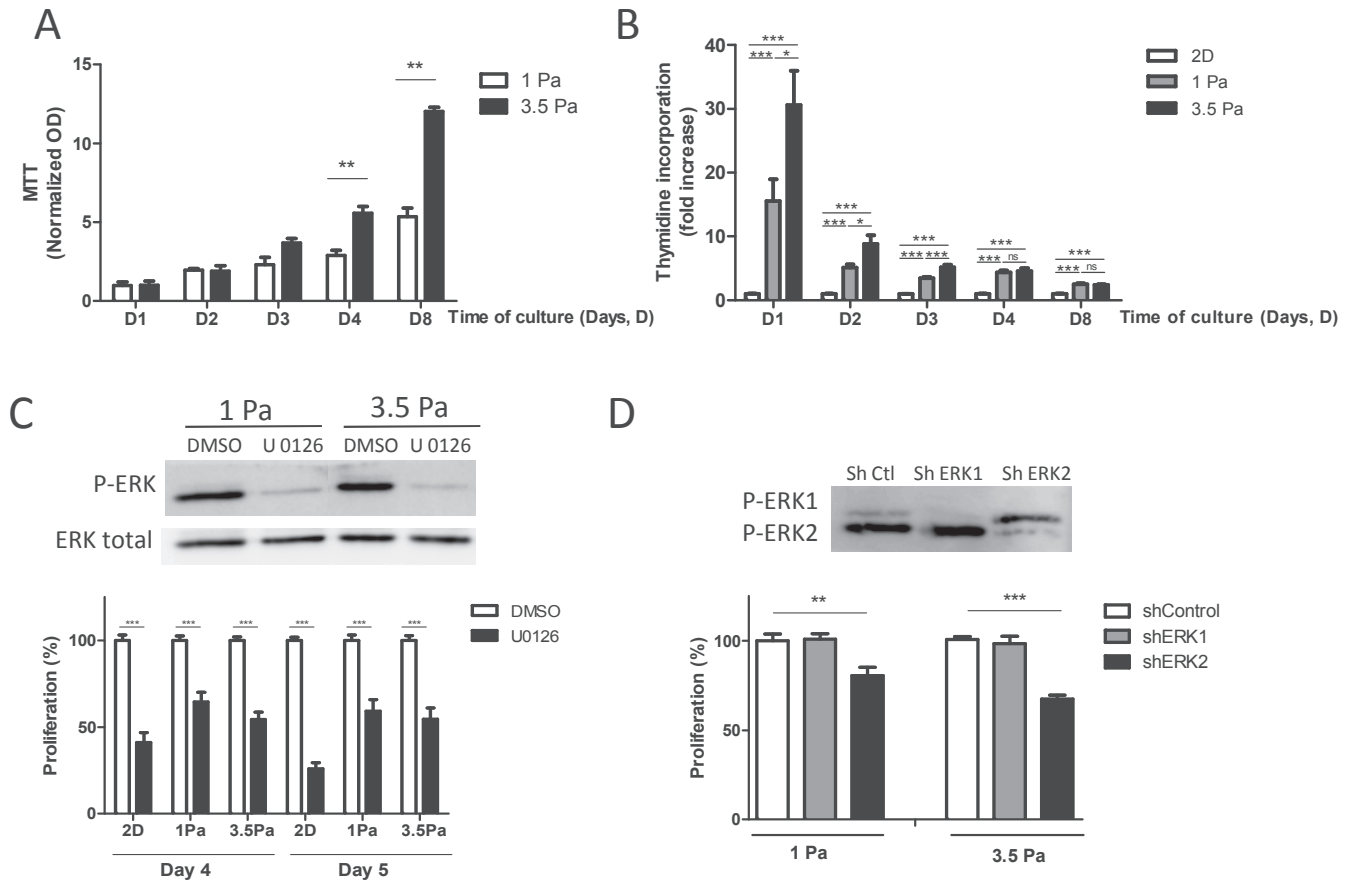 A
MTT
(Normalized OD)
15
10
5
0
**
**
1 Pa
3.5 Pa
D1 D2 D3 D4 D8 Time of culture (Days, D)
B
Thymidine incorporation
(fold increase)
40
30
20
10
0
***
*** *
***
*** *
***
*** ***
***
*** ns
***
*** ns
2D
1 Pa
3.5 Pa
D1 D2 D3 D4 D8 Time of culture (Days, D)
C
1 Pa 3.5 Pa
DMSO U 0126 DMSO U 0126
P-ERK
ERK total
Proliferation (%)
100
50
0
*** *** *** *** *** ***
DMSO
U0126
2D 1Pa 3.5Pa 2D 1Pa 3.5Pa
Day 4 Day 5
D
Sh Ctl Sh ERK1 Sh ERK2
P-ERK1
P-ERK2
Proliferation (%)
100
50
0
** ***
shControl
shERK1
shERK2
1 Pa 3.5 Pa